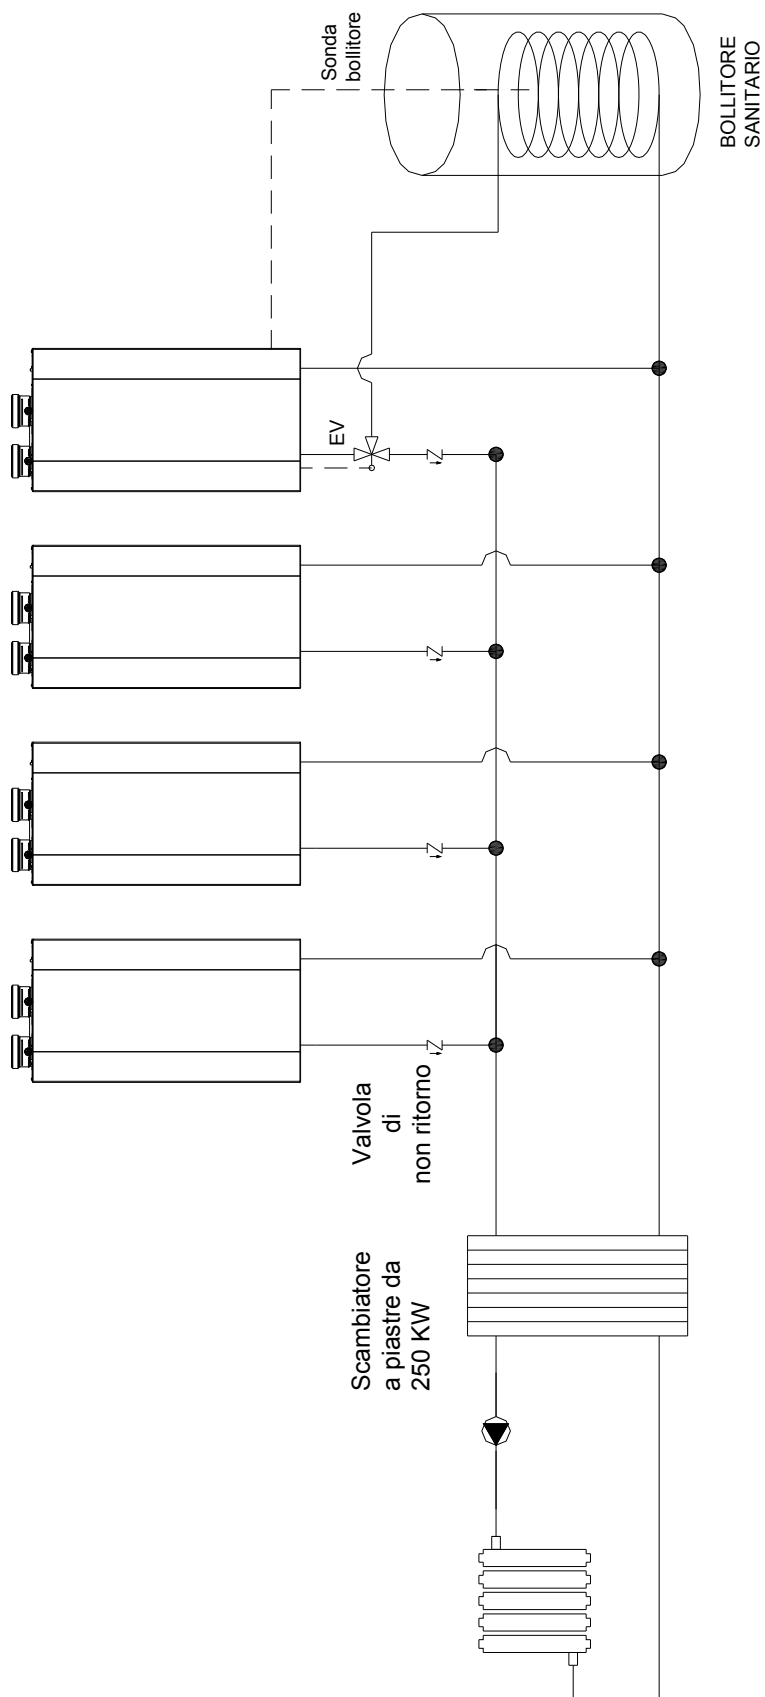 Sonda
bollitore
BOLLITORE
SANITARIO
EV
Valvola
di
non ritorno
Scambiatore
a piastre da
250 KW